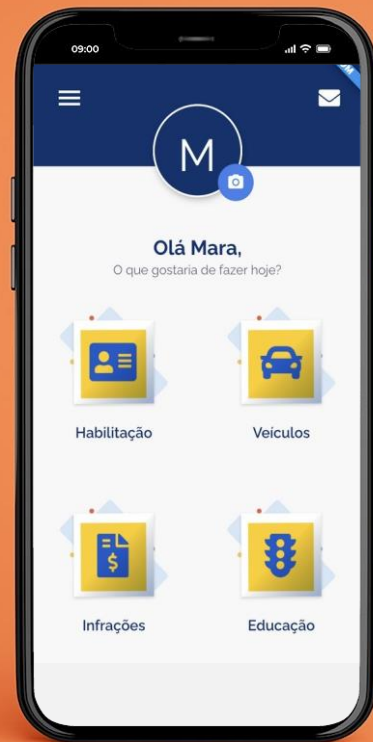 09:00
M
Olá Mara,
O que gostaria de fazer hoje?
Habilitação
Veículos
Infrações
Educação